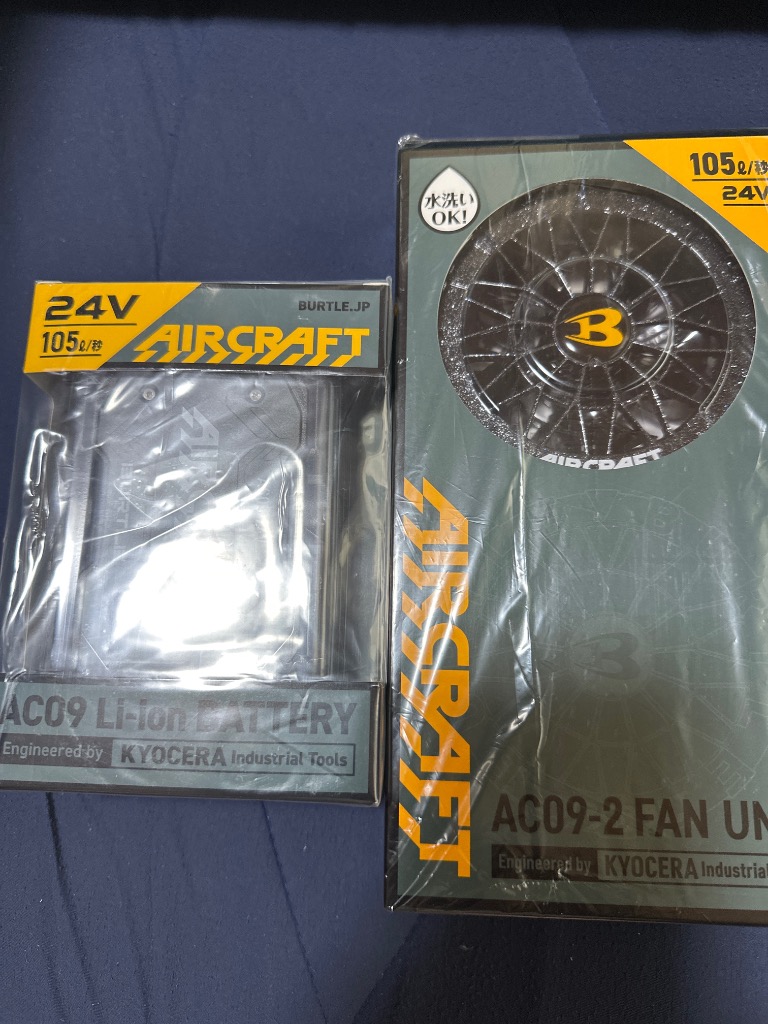 24V
105ℓ/秒
BURTLE.JP
AIRCRAFT
AC09 Li-ion BATTERY
Engineered by KYOCERA Industrial Tools
水洗い
OK!
105ℓ/秒
24V
B
AIRCRAFT
AIRCRAFT
AC09-2 FAN UN
Engineered by KYOCERA Industrial